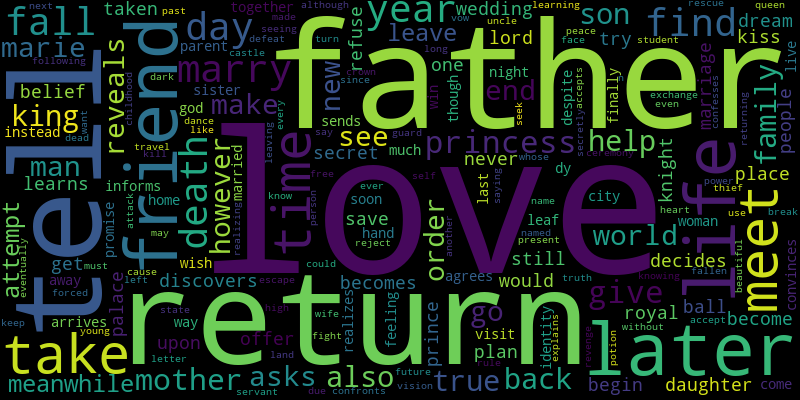 love
father
return
tell
later
friend
life
time
take
meet
find
fall
year
day
marry
son
king
man
death
mother
also
asks
back
true
give
go
help
see
princess
world
family
end
make
new
however
reveals
marie
belief
taken
together
wedding
refuse
leave
lord
one
night
try
kiss
dream
live
people
marriage
place
parent
sister
god
dance
like
secret
sends
much
never
though
despite
finally
knight
order
save
soon
hand
still
would
dy
leaf
city
woman
decides
royal
ball
become
begin
daughter
convinces
come
plan
visit
identity
prince
feeling
realizes
becomes
agrees
offer
upon
way
wish
discovers
palace
arrives
away
get
meanwhile
attempt
learns
informs
home
promise
instead
married
last
win
long
uncle
vow
although
past
next
made
seeing
defeat
castle
turn
since
crown
learning
peace
face
student
rescue
queen
exchange
even
confesses
accepts
secretly
ceremony
seek
guard
say
self
free
ever
could
know
person
reject
name
named
another
present
whose
saying
heart
power
thief
use
fallen
beautiful
knowing
returning
break
truth
without
accept
land
rule
revenge
potion
explains
future
vision
confronts
due
wife
fight
escape
high
state
letter
servant
young
left
cause
forced
must
keep
eventually
following
dead
want
childhood
dark
travel
kill
attack
may
every
leaving
realizing